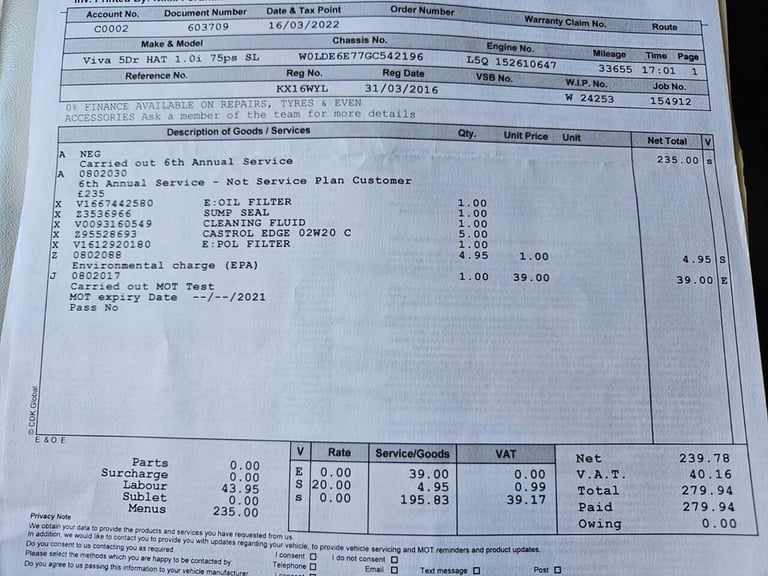 Account No. Document Number Date & Tax Point Order Number Warranty Claim No. Route
C0002 603709 16/03/2022
Make & Model Chassis No. Engine No. Mileage Time Page
Viva 5Dr HAT 1.0i 75ps SL W0LDE6E77GC542196 L5Q 152610647 33655 17:01 1
Reference No. Reg No. Reg Date VSB No. W.I.P. No. Job No.
KX16WYL 31/03/2016 W 24253 154912
0% FINANCE AVAILABLE ON REPAIRS, TYRES & EVEN
ACCESSORIES Ask a member of the team for more details
Description of Goods / Services Qty. Unit Price Unit Net Total V
A NEG
Carried out 6th Annual Service 235.00 s
A 0802030
6th Annual Service - Not Service Plan Customer
£235
X V1667442580 E:OIL FILTER 1.00
X Z3536966 SUMP SEAL 1.00
X V0093160549 CLEANING FLUID 1.00
X Z95528693 CASTROL EDGE 02W20 C 5.00
X V1612920180 E:POL FILTER 1.00
Z 0802088 4.95 1.00 4.95 S
Environmental charge (EPA)
J 0802017 1.00 39.00 39.00 E
Carried out MOT Test
MOT expiry Date --/--/2021
Pass No
© CDK Global
E & O E
Parts 0.00
Surcharge 0.00
Labour 43.95
Sublet 0.00
Menus 235.00
V Rate Service/Goods VAT
E 0.00 39.00 0.00
S 20.00 4.95 0.99
s 0.00 195.83 39.17
Net 239.78
V.A.T. 40.16
Total 279.94
Paid 279.94
Owing 0.00
Privacy Note
We obtain your data to provide the products and services you have requested from us.
In addition, we would like to contact you to provide you with updates regarding your vehicle, to provide vehicle servicing and MOT reminders and product updates.
Do you consent to us contacting you as required I consent I do not consent
Please select the methods which you are happy to be contacted by Telephone Email Text message Post
Do you agree to us passing this information to your vehicle manufacturer